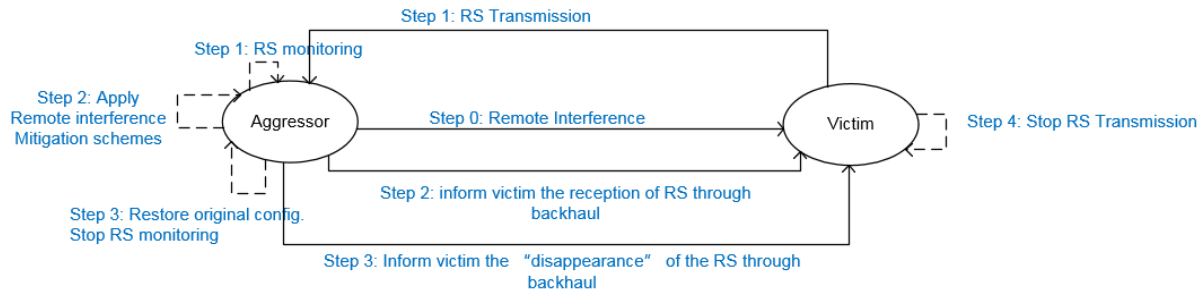 Step 1: RS Transmission
Step 1: RS monitoring
Step 2: Apply
Remote interference
Mitigation schemes
Aggressor
Step 0: Remote Interference
Victim
Step 4: Stop RS Transmission
Step 2: inform victim the reception of RS through
backhaul
Step 3: Restore original config.
Stop RS monitoring
Step 3: Inform victim the “disappearance” of the RS through
backhaul